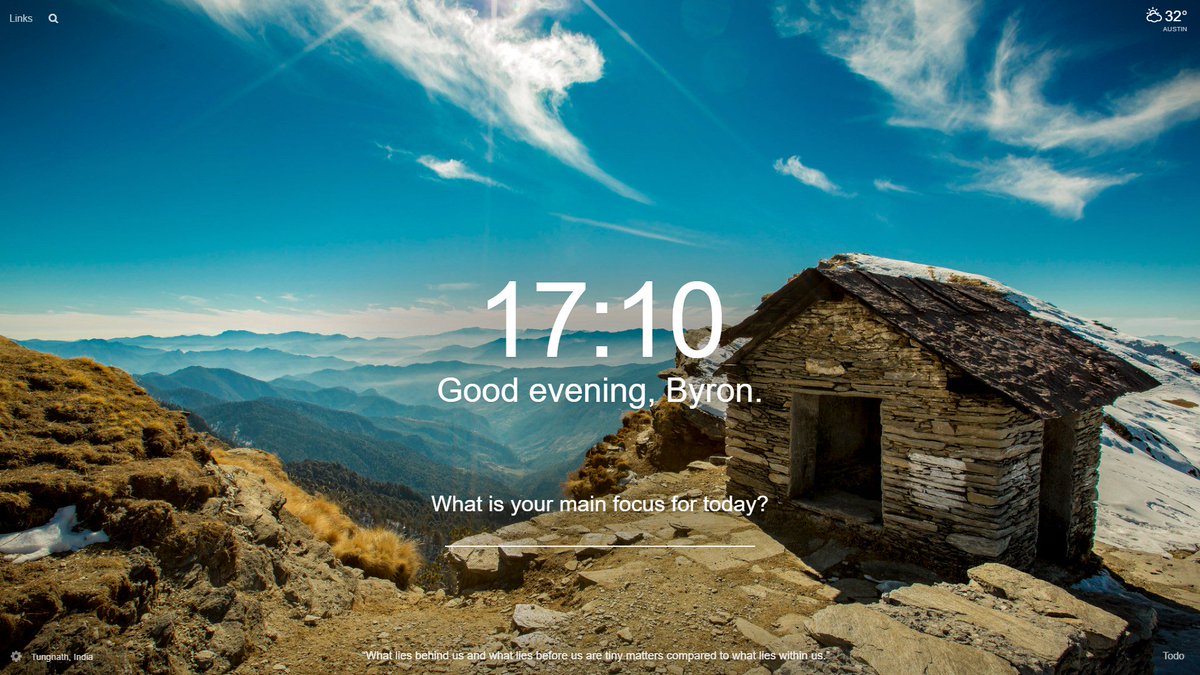 Links
32°
AUSTIN
17:10
Good evening, Byron.
What is your main focus for today?
Tungnath, India
"What lies behind us and what lies before us are tiny matters compared to what lies within us."
Todo